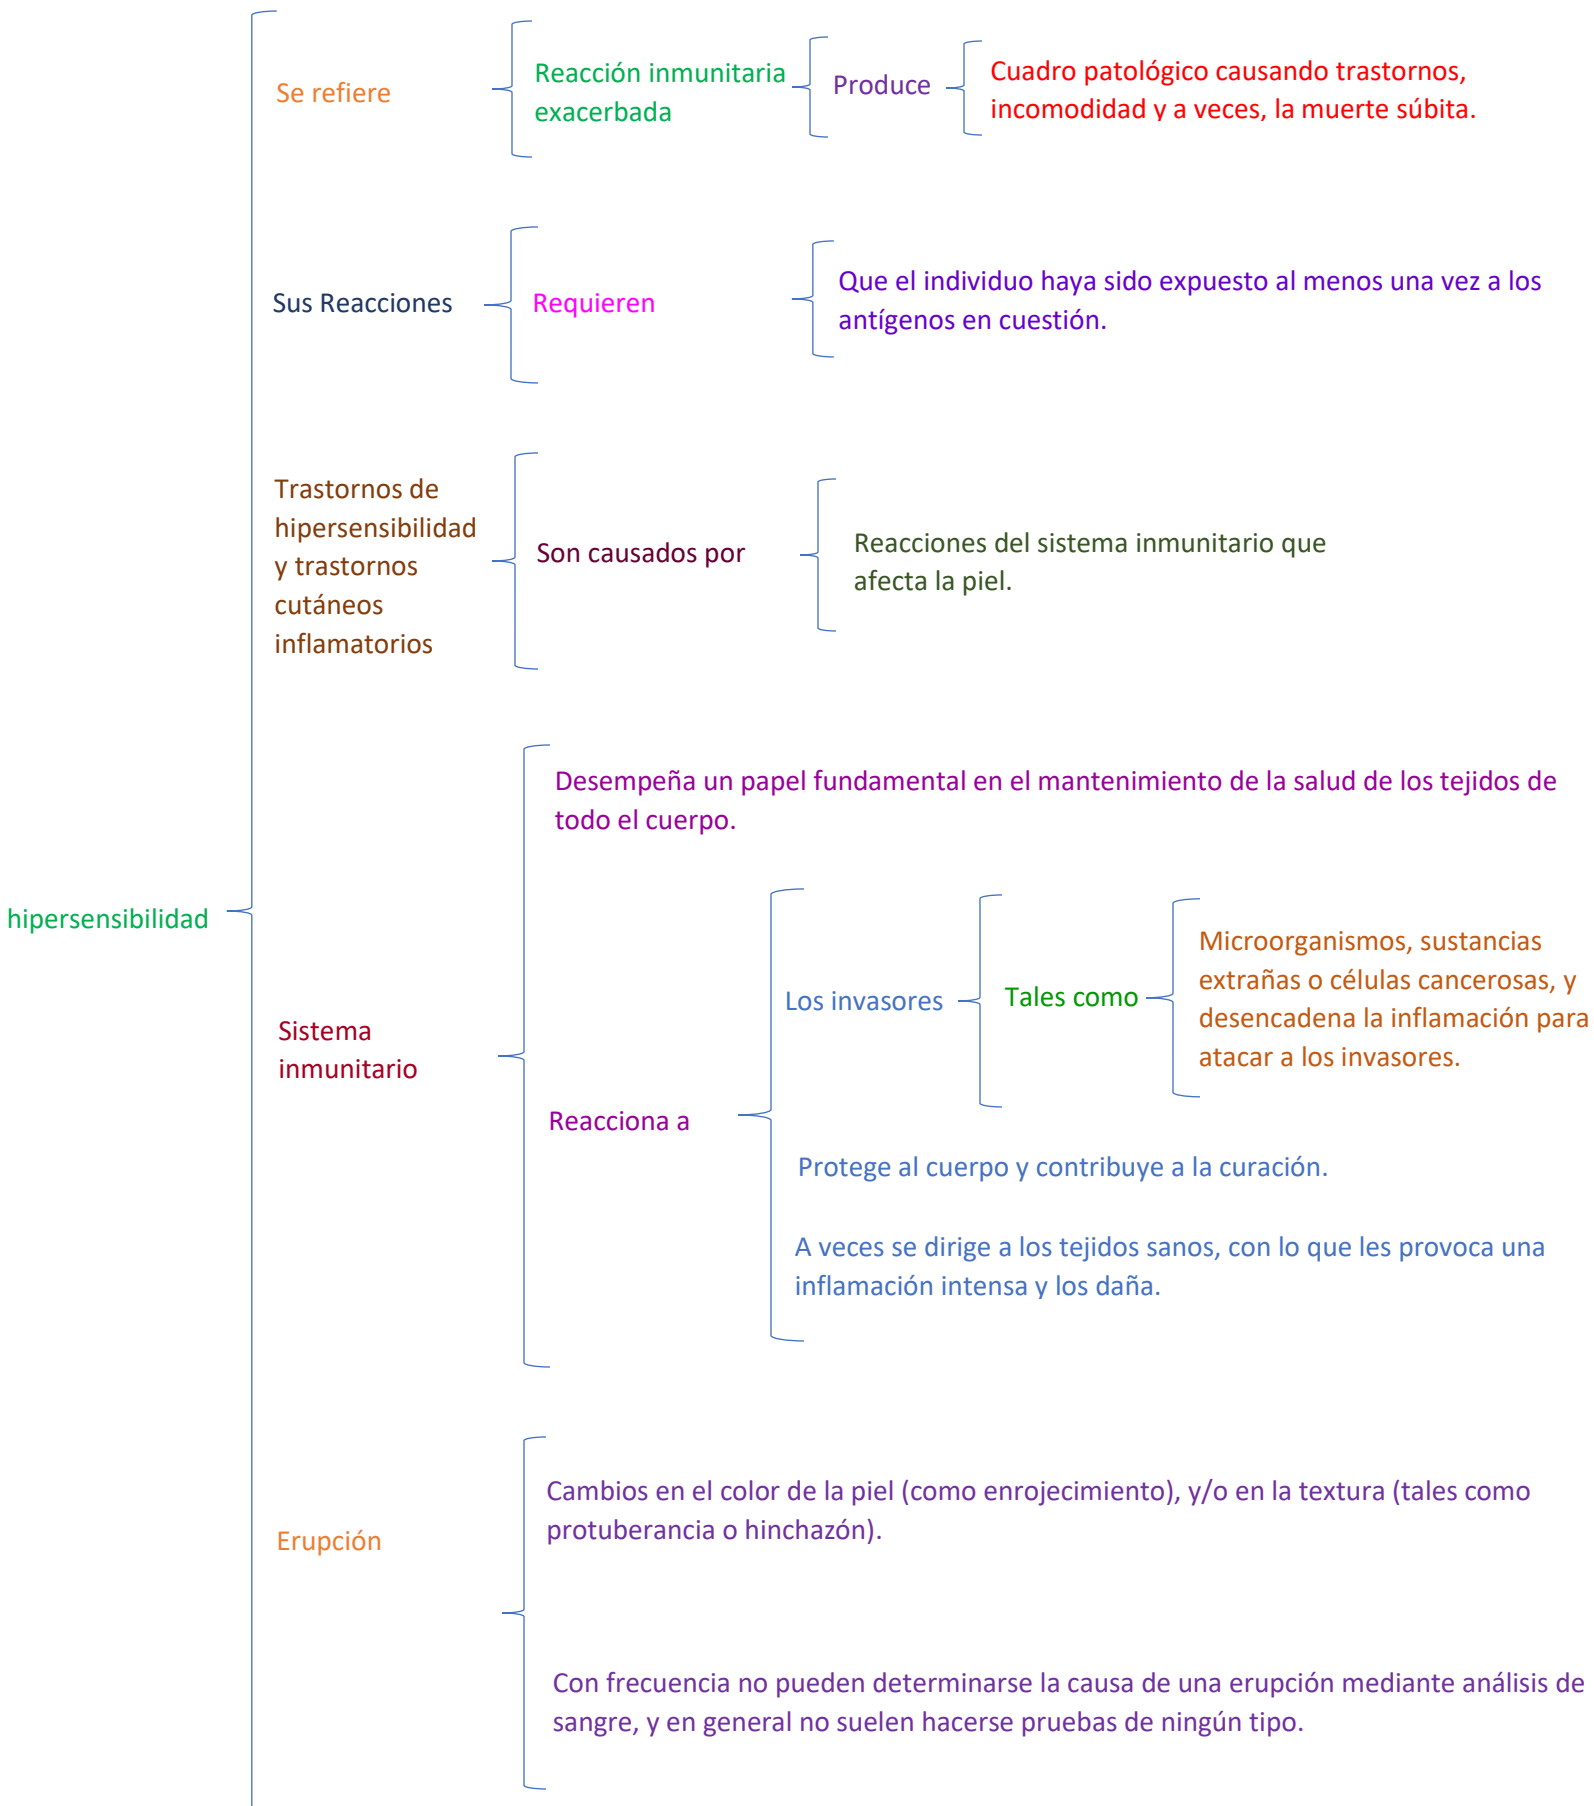 hipersensibilidad
Se refiere
Reacción inmunitaria
exacerbada
Produce
Cuadro patológico causando trastornos,
incomodidad y a veces, la muerte súbita.
Sus Reacciones
Requieren
Que el individuo haya sido expuesto al menos una vez a los
antígenos en cuestión.
Trastornos de
hipersensibilidad
y trastornos
cutáneos
inflamatorios
Son causados por
Reacciones del sistema inmunitario que
afecta la piel.
Sistema
inmunitario
Desempeña un papel fundamental en el mantenimiento de la salud de los tejidos de
todo el cuerpo.
Reacciona a
Los invasores
Tales como
Microorganismos, sustancias
extrañas o células cancerosas, y
desencadena la inflamación para
atacar a los invasores.
Protege al cuerpo y contribuye a la curación.
A veces se dirige a los tejidos sanos, con lo que les provoca una
inflamación intensa y los daña.
Erupción
Cambios en el color de la piel (como enrojecimiento), y/o en la textura (tales como
protuberancia o hinchazón).
Con frecuencia no pueden determinarse la causa de una erupción mediante análisis de
sangre, y en general no suelen hacerse pruebas de ningún tipo.